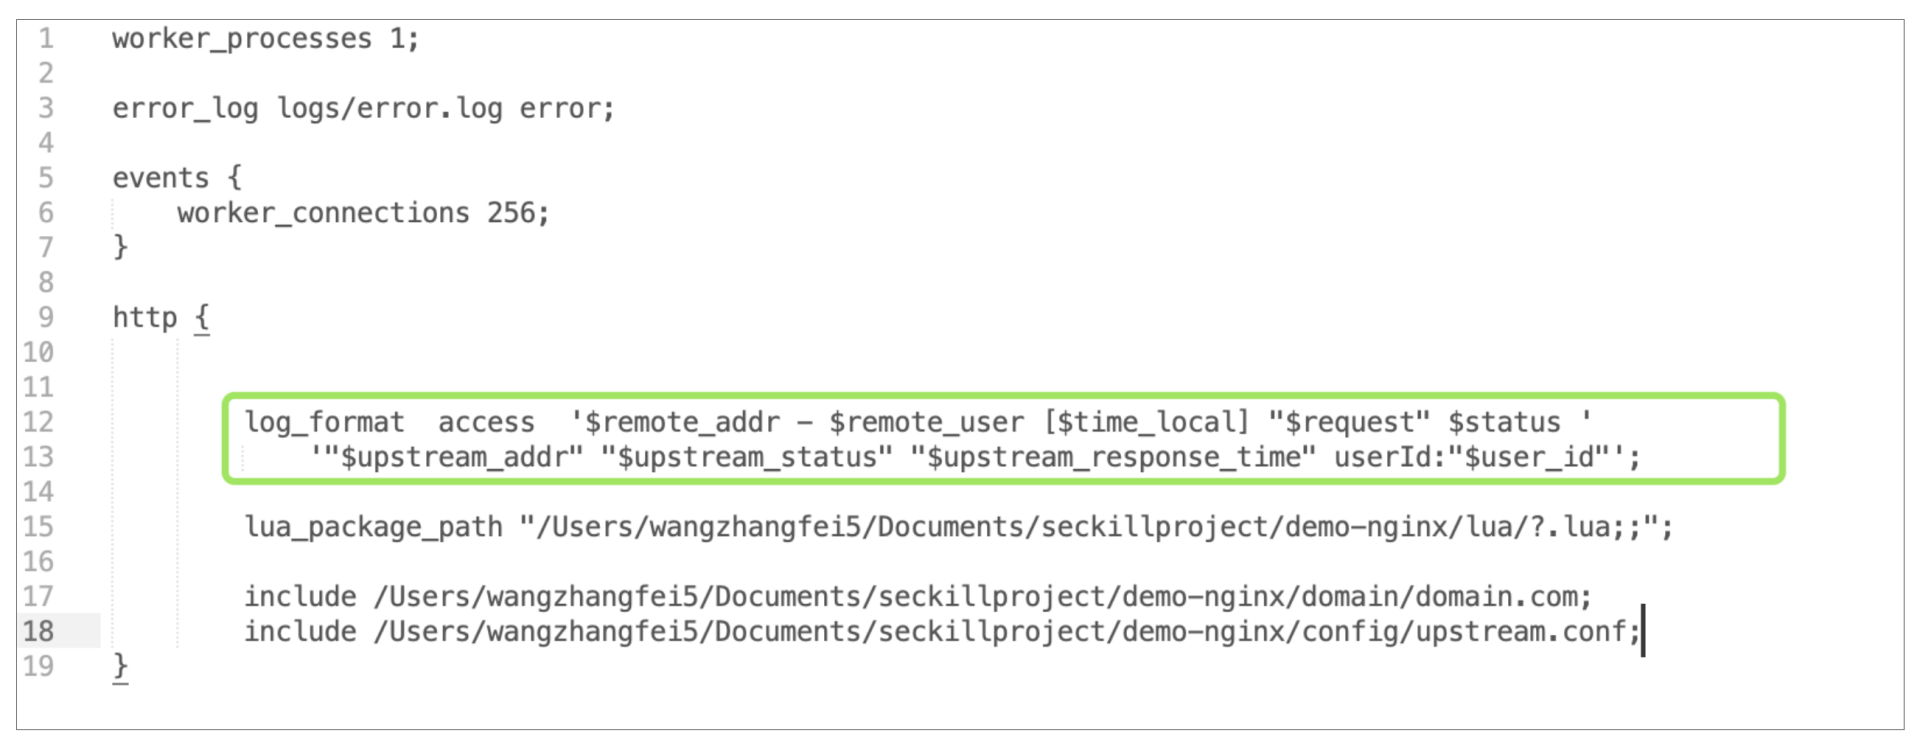 1 worker_processes 1;
2
3 error_log logs/error.log error;
4
5 events {
6 worker_connections 256;
7 }
8
9 http {
10
11
12 log_format  access  '$remote_addr – $remote_user [$time_local] "$request" $status '
13 '"$upstream_addr" "$upstream_status" "$upstream_response_time" userId:"$user_id"';
14
15 lua_package_path "/Users/wangzhangfei5/Documents/seckillproject/demo-nginx/lua/?.lua;;";
16
17 include /Users/wangzhangfei5/Documents/seckillproject/demo-nginx/domain/domain.com;
18 include /Users/wangzhangfei5/Documents/seckillproject/demo-nginx/config/upstream.conf;
19 }